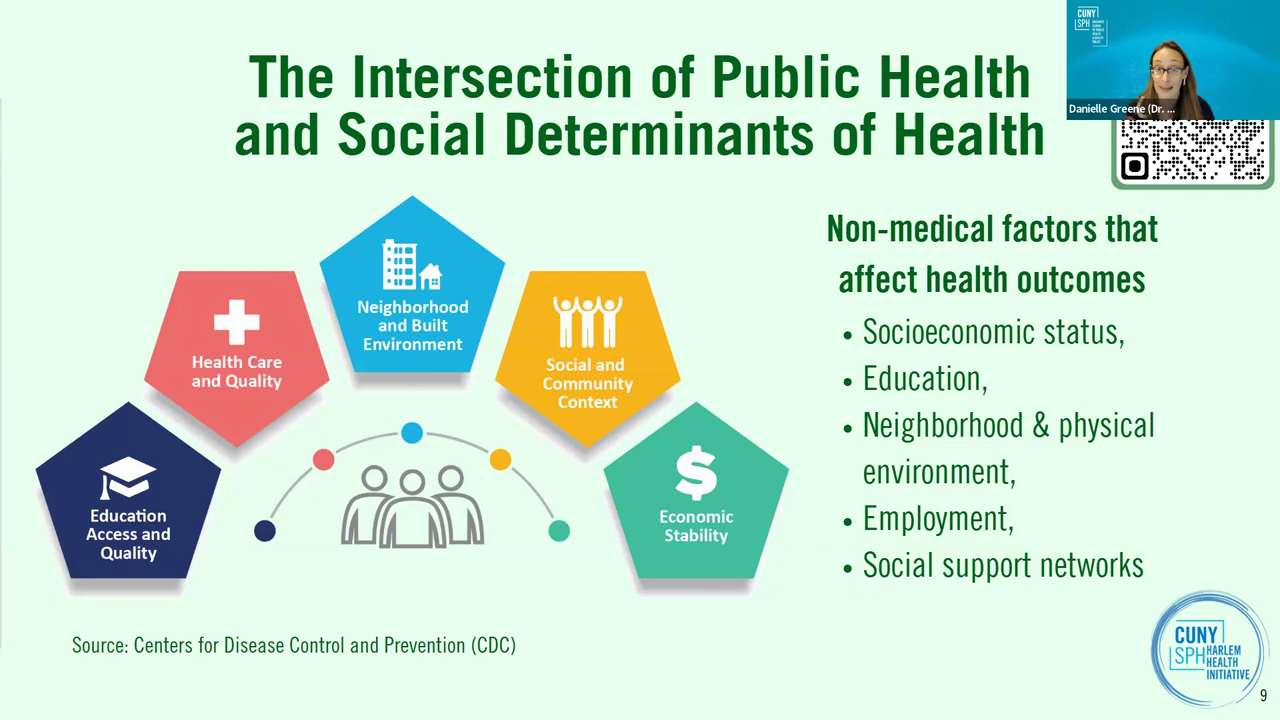 The Intersection of Public Health
and Social Determinants of Health
CUNY
SPH
Danielle Greene (Dr. ...
Neighborhood
and Built
Environment
Health Care
and Quality
Social and
Community
Context
Education
Access and
Quality
Economic
Stability
Non-medical factors that
affect health outcomes
• Socioeconomic status,
• Education,
• Neighborhood & physical
environment,
• Employment,
• Social support networks
Source: Centers for Disease Control and Prevention (CDC)
CUNY
SPH
HARLEM
HEALTH
INITIATIVE
9